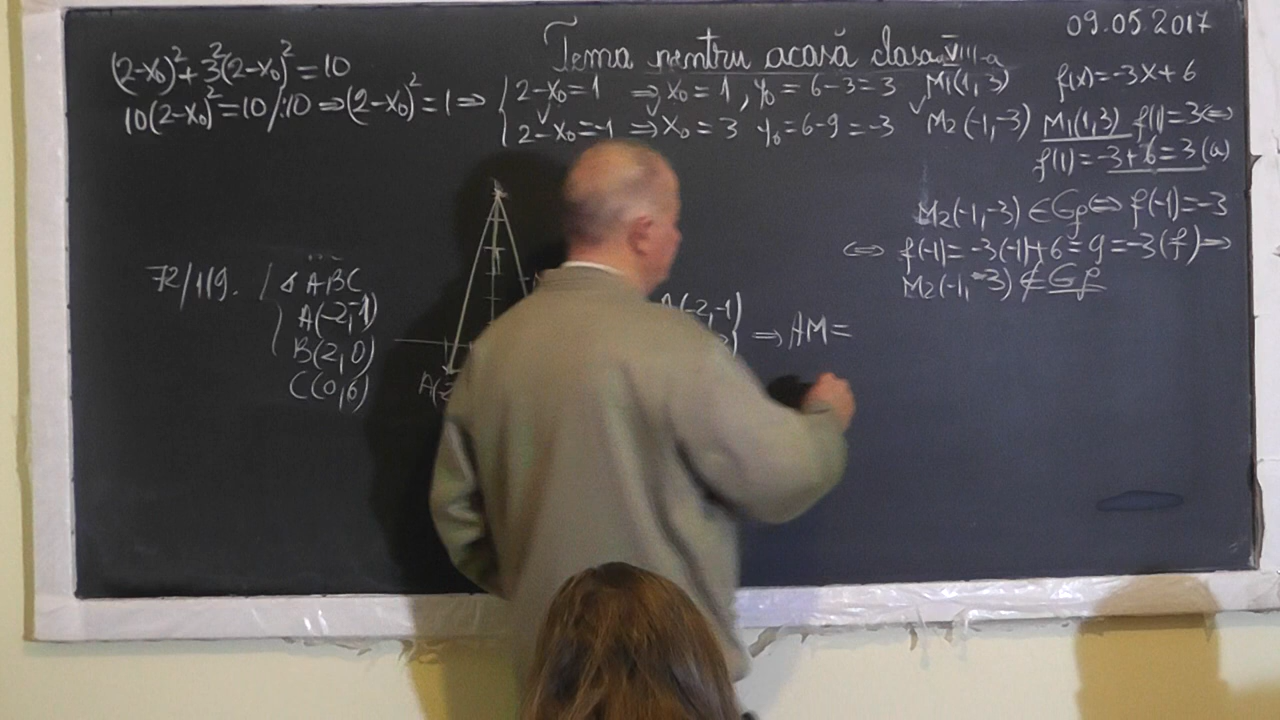 09.05.2017
Tema pentru acasă clasa VIII-a
(2-x₀)²+3²(2-x₀)²=10
10(2-x₀)²=10/:10 ⇒(2-x₀)²=1⇒
{ 2-x₀=1 ⇒x₀=1, y₀=6-3=3 M₁(1,3)
2-x₀=-1 ⇒x₀=3 y₀=6-9=-3 M₂(-1,-3)
f(x)=-3x+6
M₁(1,3) f(1)=3⇔
f(1)=-3+6=3(a)
M₂(-1,-3)∈Gf⇔ f(-1)=-3
⇔ f(-1)=-3(-1)+6=9=-3(f)⇒
M₂(-1,-3)∉Gf
72/119.
ABC
A(-2,-1)
B(2,0)
C(0,6)
A(-2,-1)} ⇒AM=